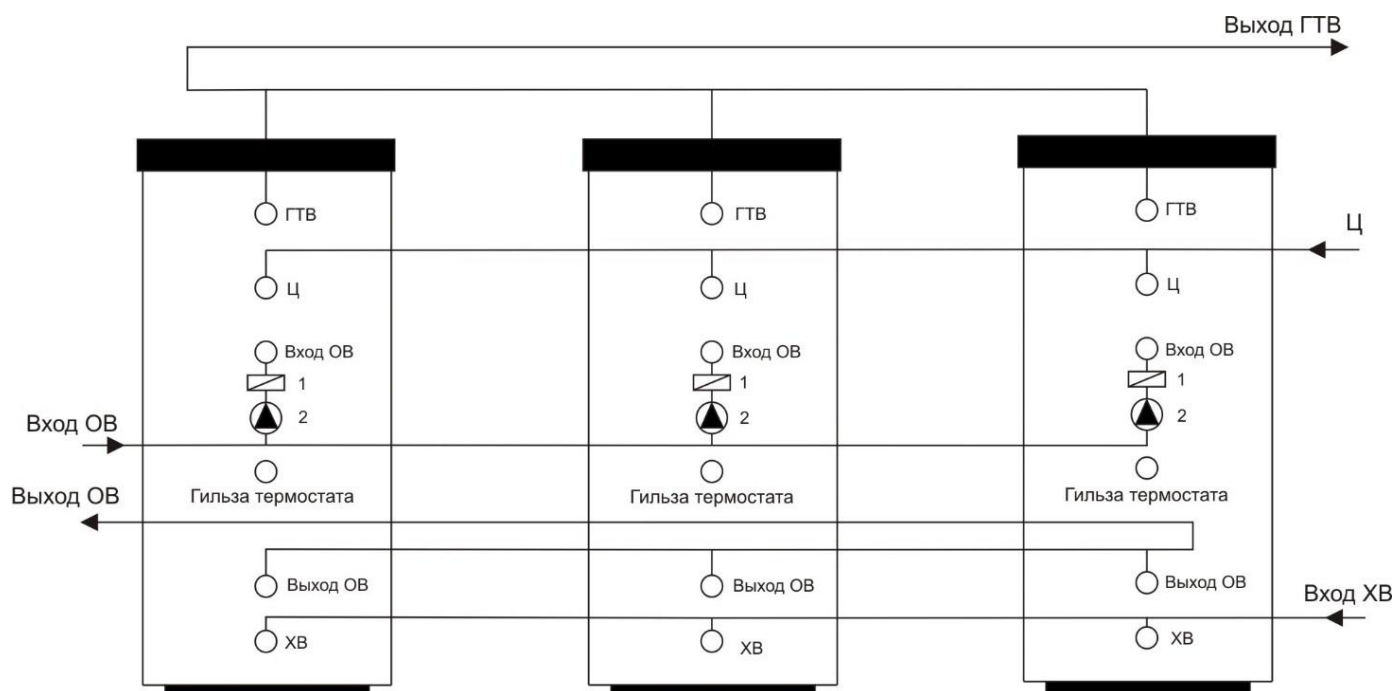 Выход ГТВ
ГТВ
ГТВ
ГТВ
Ц
Ц
Ц
Ц
Вход ОВ
Вход ОВ
Вход ОВ
1
1
1
Вход ОВ
2
2
2
Выход ОВ
Гильза термостата
Гильза термостата
Гильза термостата
Выход ОВ
Выход ОВ
Выход ОВ
Вход ХВ
ХВ
ХВ
ХВ